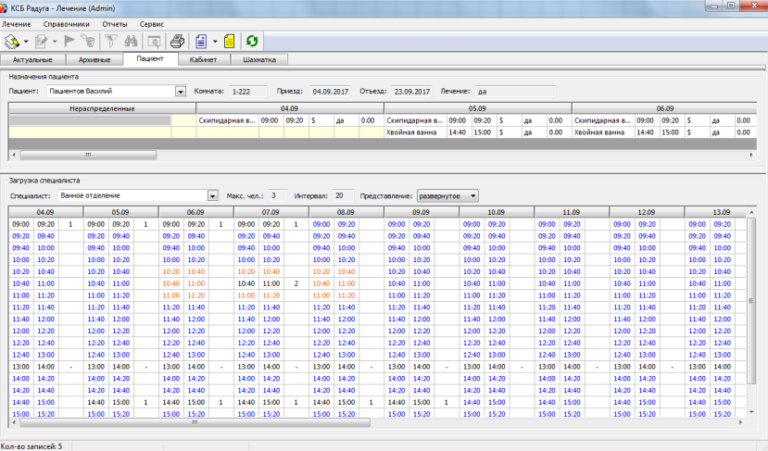 КСБ Радуга - Лечение (Admin)
Лечение Справочники Отчеты Сервис
Актуальные Архивные Пациент Кабинет Шахматка
Назначения пациента
Пациент: Пациентов Василий Комната: 1-222 Приезд: 04.09.2017 Отъезд: 23.09.2017 Лечение: да
Нераспределенные 04.09 05.09 06.09
Скипидарная в... 09:00 09:20 $ да 0.00 Скипидарная в... 09:00 09:20 $ да 0.00 Скипидарная в... 09:00 09:20 $ да 0.00
Хвойная ванна 14:40 15:00 $ да 0.00 Хвойная ванна 14:40 15:00 $ да 0.00
Загрузка специалиста
Специалист: Ванное отделение Макс. чел.: 3 Интервал: 20 Представление: развернутое
04.09 05.09 06.09 07.09 08.09 09.09 10.09 11.09 12.09 13.09
09:00 09:20 1 09:00 09:20 1 09:00 09:20 1 09:00 09:20 1 09:00 09:20 09:00 09:20 09:00 09:20 09:00 09:20 09:00 09:20 09:00 09:20
09:20 09:40 09:20 09:40 09:20 09:40 09:20 09:40 09:20 09:40 09:20 09:40 09:20 09:40 09:20 09:40 09:20 09:40 09:20 09:40
09:40 10:00 09:40 10:00 09:40 10:00 09:40 10:00 09:40 10:00 09:40 10:00 09:40 10:00 09:40 10:00 09:40 10:00 09:40 10:00
10:00 10:20 10:00 10:20 10:00 10:20 10:00 10:20 10:00 10:20 10:00 10:20 10:00 10:20 10:00 10:20 10:00 10:20 10:00 10:20
10:20 10:40 10:20 10:40 10:20 10:40 10:20 10:40 10:20 10:40 10:20 10:40 10:20 10:40 10:20 10:40 10:20 10:40 10:20 10:40
10:40 11:00 10:40 11:00 10:40 11:00 10:40 11:00 2 10:40 11:00 10:40 11:00 10:40 11:00 10:40 11:00 10:40 11:00 10:40 11:00
11:00 11:20 11:00 11:20 11:00 11:20 11:00 11:20 11:00 11:20 11:00 11:20 11:00 11:20 11:00 11:20 11:00 11:20 11:00 11:20
11:20 11:40 11:20 11:40 11:20 11:40 11:20 11:40 11:20 11:40 11:20 11:40 11:20 11:40 11:20 11:40 11:20 11:40 11:20 11:40
11:40 12:00 11:40 12:00 11:40 12:00 11:40 12:00 11:40 12:00 11:40 12:00 11:40 12:00 11:40 12:00 11:40 12:00 11:40 12:00
12:00 12:20 12:00 12:20 12:00 12:20 12:00 12:20 12:00 12:20 12:00 12:20 12:00 12:20 12:00 12:20 12:00 12:20 12:00 12:20
12:20 12:40 12:20 12:40 12:20 12:40 12:20 12:40 12:20 12:40 12:20 12:40 12:20 12:40 12:20 12:40 12:20 12:40 12:20 12:40
12:40 13:00 12:40 13:00 12:40 13:00 12:40 13:00 12:40 13:00 12:40 13:00 12:40 13:00 12:40 13:00 12:40 13:00 12:40 13:00
13:00 14:00 - 13:00 14:00 - 13:00 14:00 - 13:00 14:00 - 13:00 14:00 - 13:00 14:00 - 13:00 14:00 - 13:00 14:00 - 13:00 14:00 - 13:00 14:00
14:00 14:20 14:00 14:20 14:00 14:20 14:00 14:20 14:00 14:20 14:00 14:20 14:00 14:20 14:00 14:20 14:00 14:20 14:00 14:20
14:20 14:40 14:20 14:40 14:20 14:40 14:20 14:40 14:20 14:40 14:20 14:40 14:20 14:40 14:20 14:40 14:20 14:40 14:20 14:40
14:40 15:00 14:40 15:00 1 14:40 15:00 1 14:40 15:00 1 14:40 15:00 1 14:40 15:00 1 14:40 15:00 14:40 15:00 14:40 15:00 14:40 15:00
15:00 15:20 15:00 15:20 15:00 15:20 15:00 15:20 15:00 15:20 15:00 15:20 15:00 15:20 15:00 15:20 15:00 15:20 15:00 15:20
Кол-во записей: 5